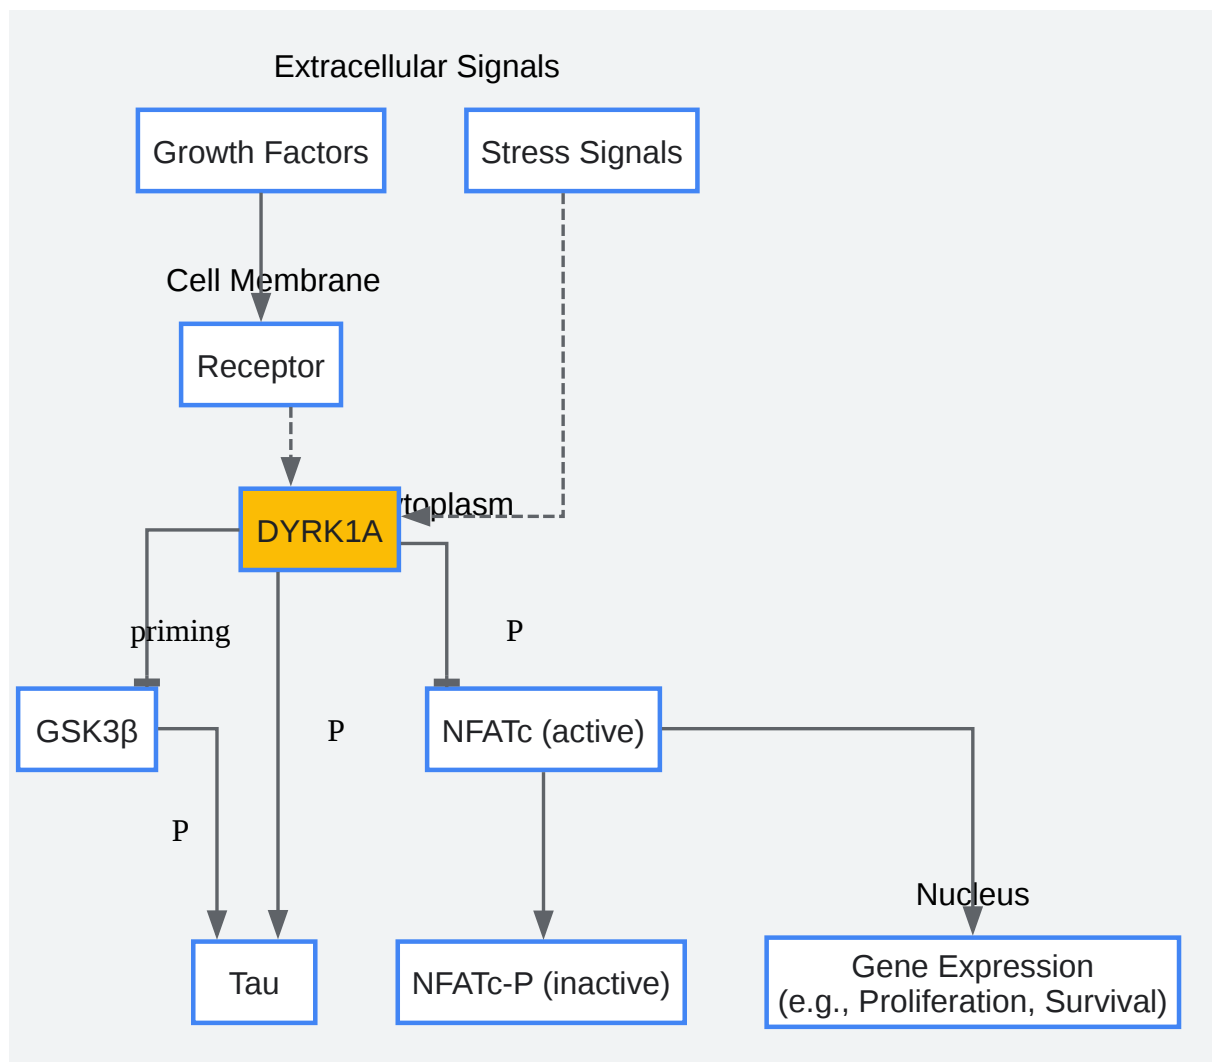 Extracellular Signals
Growth Factors
Stress Signals
Cell Membrane
Receptor
DYRK1A
priming
P
GSK3β
P
NFATc (active)
P
Nucleus
Tau
NFATc-P (inactive)
Gene Expression
(e.g., Proliferation, Survival)